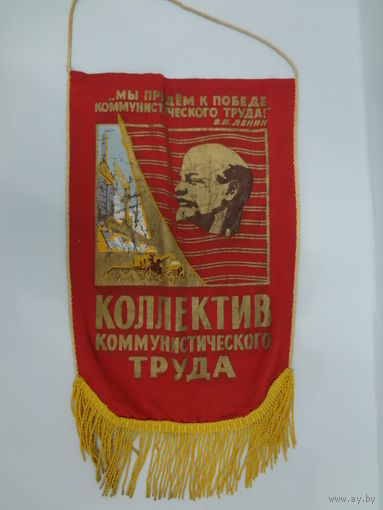 „МЫ ПРИДЁМ К ПОБЕДЕ
КОММУНИСТИЧЕСКОГО ТРУДА!"
В.И. ЛЕНИН
КОЛЛЕКТИВ
КОММУНИСТИЧЕСКОГО
ТРУДА
www.ay.by